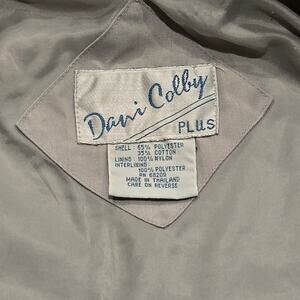 Dani Colby
PLUS
SHELL: 65% POLYESTER
35% COTTON
LINING: 100% NYLON
INTERLINING:
100% POLYESTER
RN 68209
MADE IN THAILAND
CARE ON REVERSE